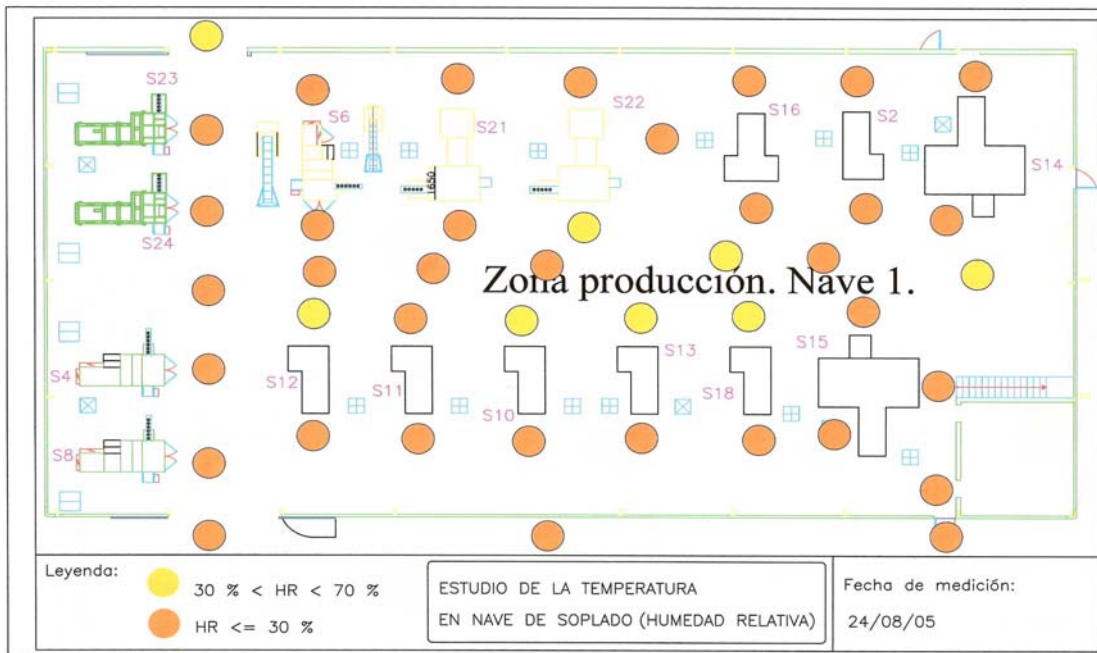 S23
S6
S21
S22
S16
S2
S14
1650
S24
Zona producción. Nave 1.
S4
S12
S11
S10
S13
S18
S15
S8
Leyenda:
30 % < HR < 70 %
HR <= 30 %
ESTUDIO DE LA TEMPERATURA
EN NAVE DE SOPLADO (HUMEDAD RELATIVA)
Fecha de medición:
24/08/05